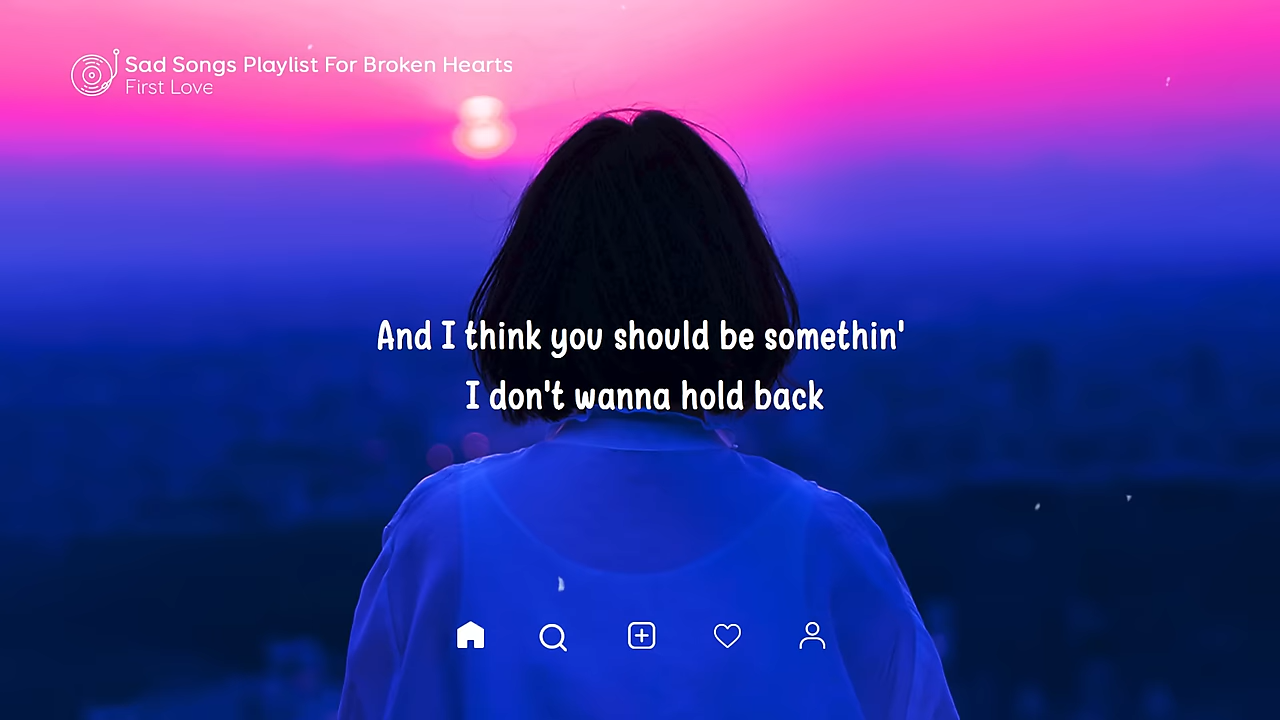 Sad Songs Playlist For Broken Hearts
First Love
And I think you should be somethin'
I don't wanna hold back